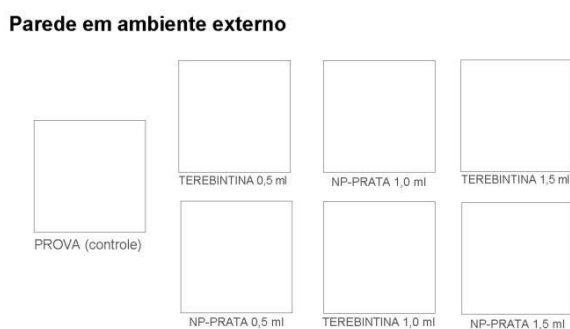 Parede em ambiente externo
TEREBINTINA 0,5 ml
NP-PRATA 1,0 ml
TEREBINTINA 1,5 ml
PROVA (controle)
NP-PRATA 0,5 ml
TEREBINTINA 1,0 ml
NP-PRATA 1,5 ml